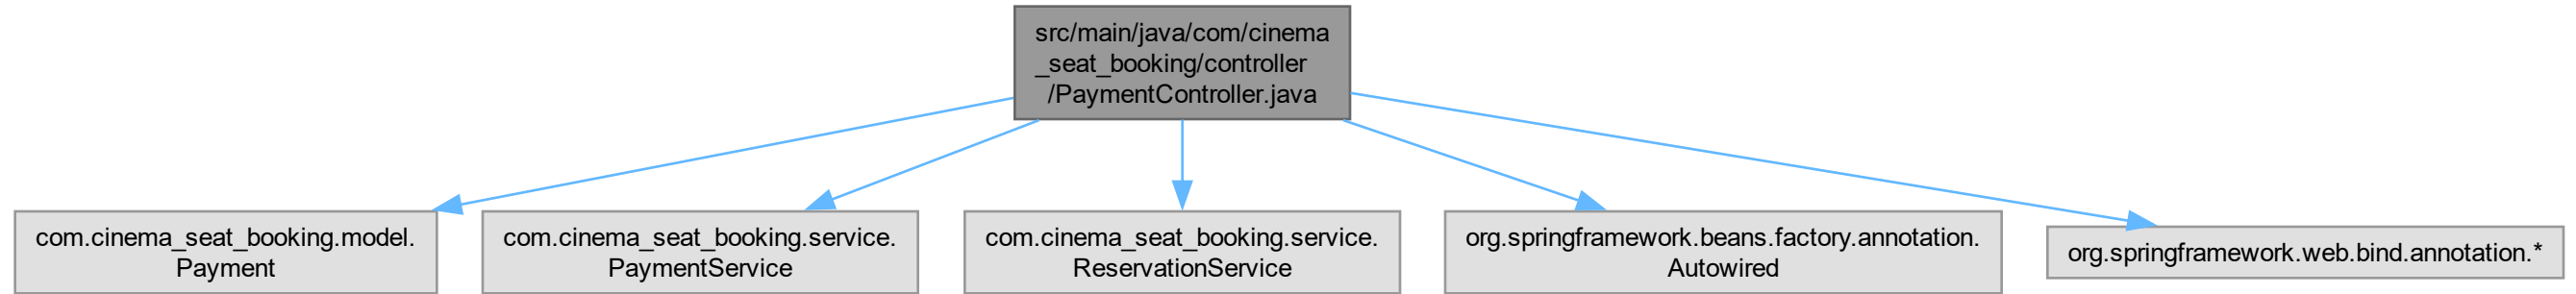 src/main/java/com/cinema
_seat_booking/controller
/PaymentController.java
com.cinema_seat_booking.model.
Payment
com.cinema_seat_booking.service.
PaymentService
com.cinema_seat_booking.service.
ReservationService
org.springframework.beans.factory.annotation.
Autowired
org.springframework.web.bind.annotation.*